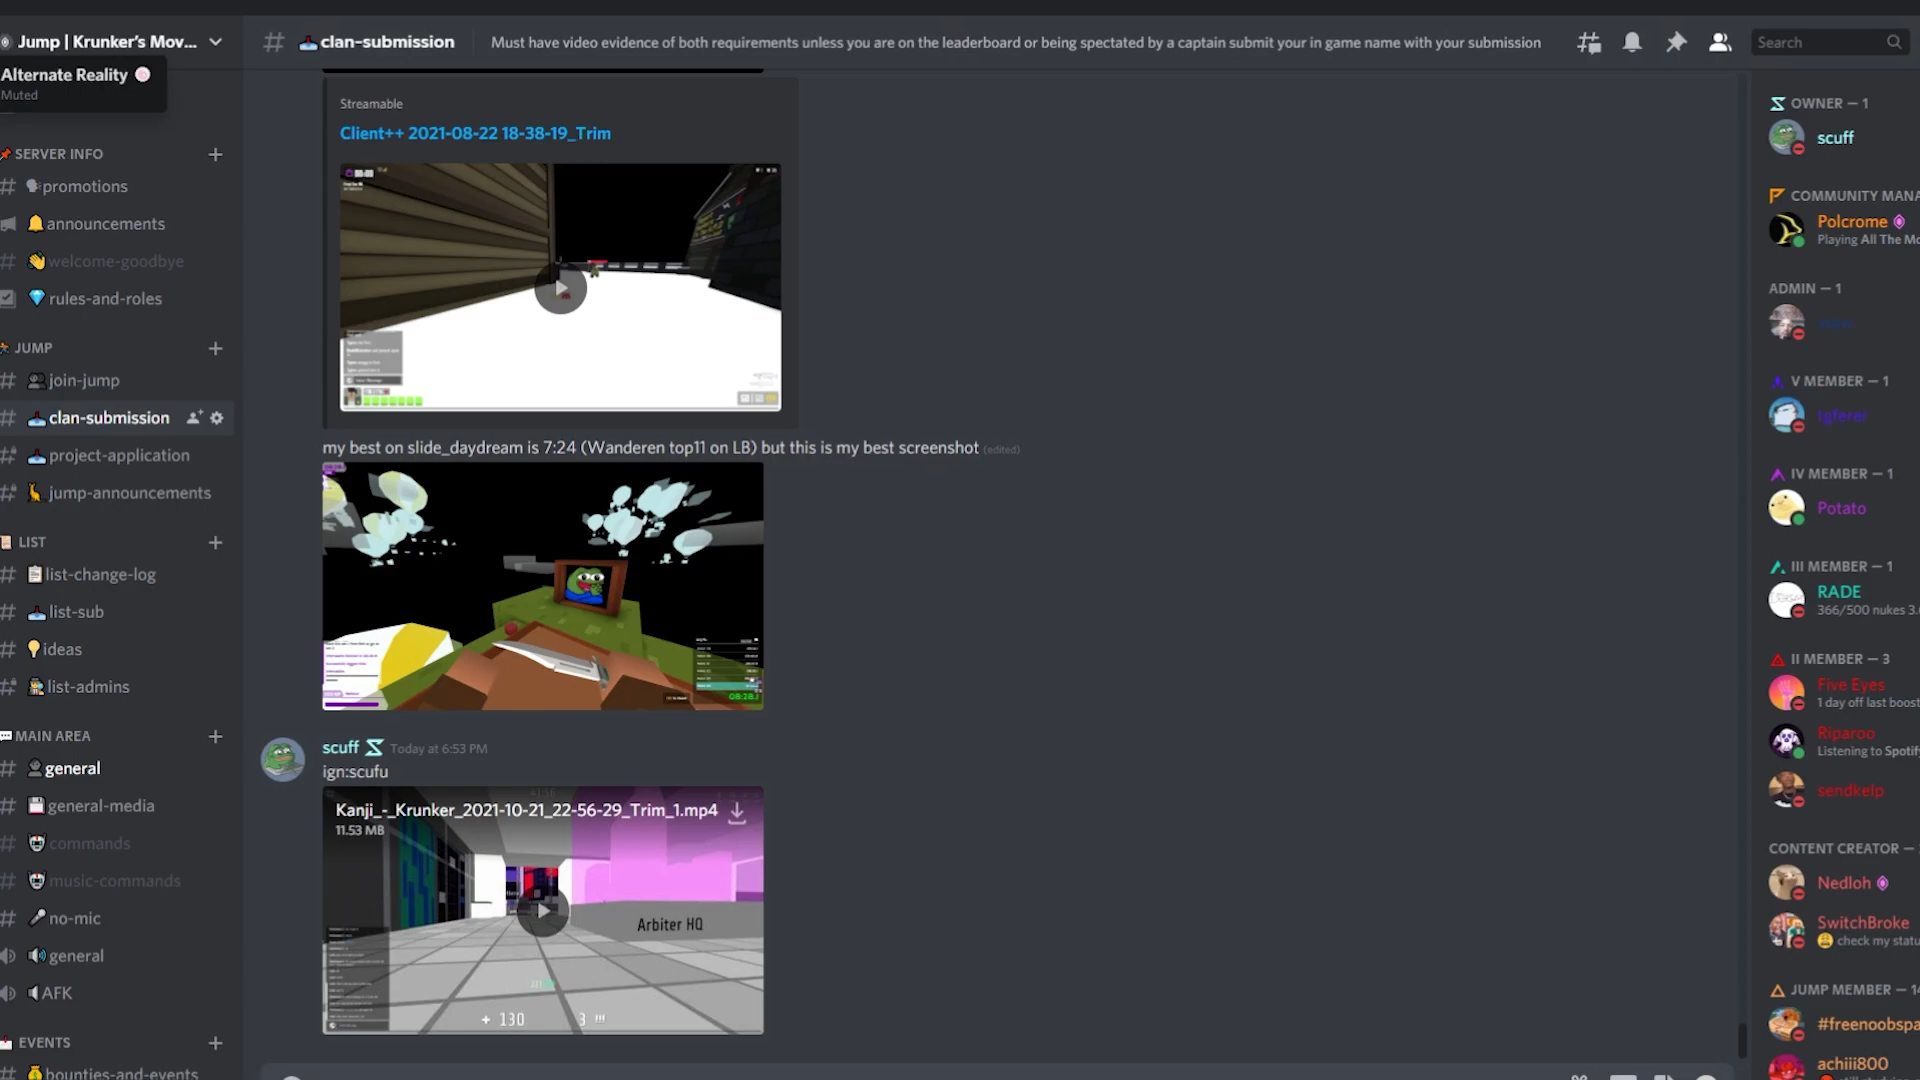 Jump | Krunker's Mov...
Alternate Reality
Muted
SERVER INFO
promotions
announcements
welcome-goodbye
rules-and-roles
JUMP
join-jump
clan-submission
project-application
jump-announcements
LIST
list-change-log
list-sub
ideas
list-admins
MAIN AREA
general
general-media
commands
music-commands
no-mic
general
AFK
EVENTS
bounties-and-events
clan-submission
Must have video evidence of both requirements unless you are on the leaderboard or being spectated by a captain submit your in game name with your submission
Search
Streamable
Client++ 2021-08-22 18-38-19_Trim
my best on slide_daydream is 7:24 (Wanderen top11 on LB) but this is my best screenshot (edited)
08:28.
scuff Today at 6:53 PM
ign:scufu
Kanji_-_Krunker_2021-10-21_22-56-29_Trim_1.mp4
11.53 MB
Arbiter HQ
+ 130
3
OWNER — 1
scuff
COMMUNITY MANA
Polcrome
Playing All The Mo
ADMIN — 1
V MEMBER — 1
IV MEMBER — 1
Potato
III MEMBER — 1
RADE
366/500 nukes 3.
II MEMBER — 3
Five Eyes
1 day off last boost
Riparoo
Listening to Spotify
sendkelp
CONTENT CREATOR —
Nedloh
SwitchBroke
check my statu
JUMP MEMBER — 14
#freenoobspa
achiii800